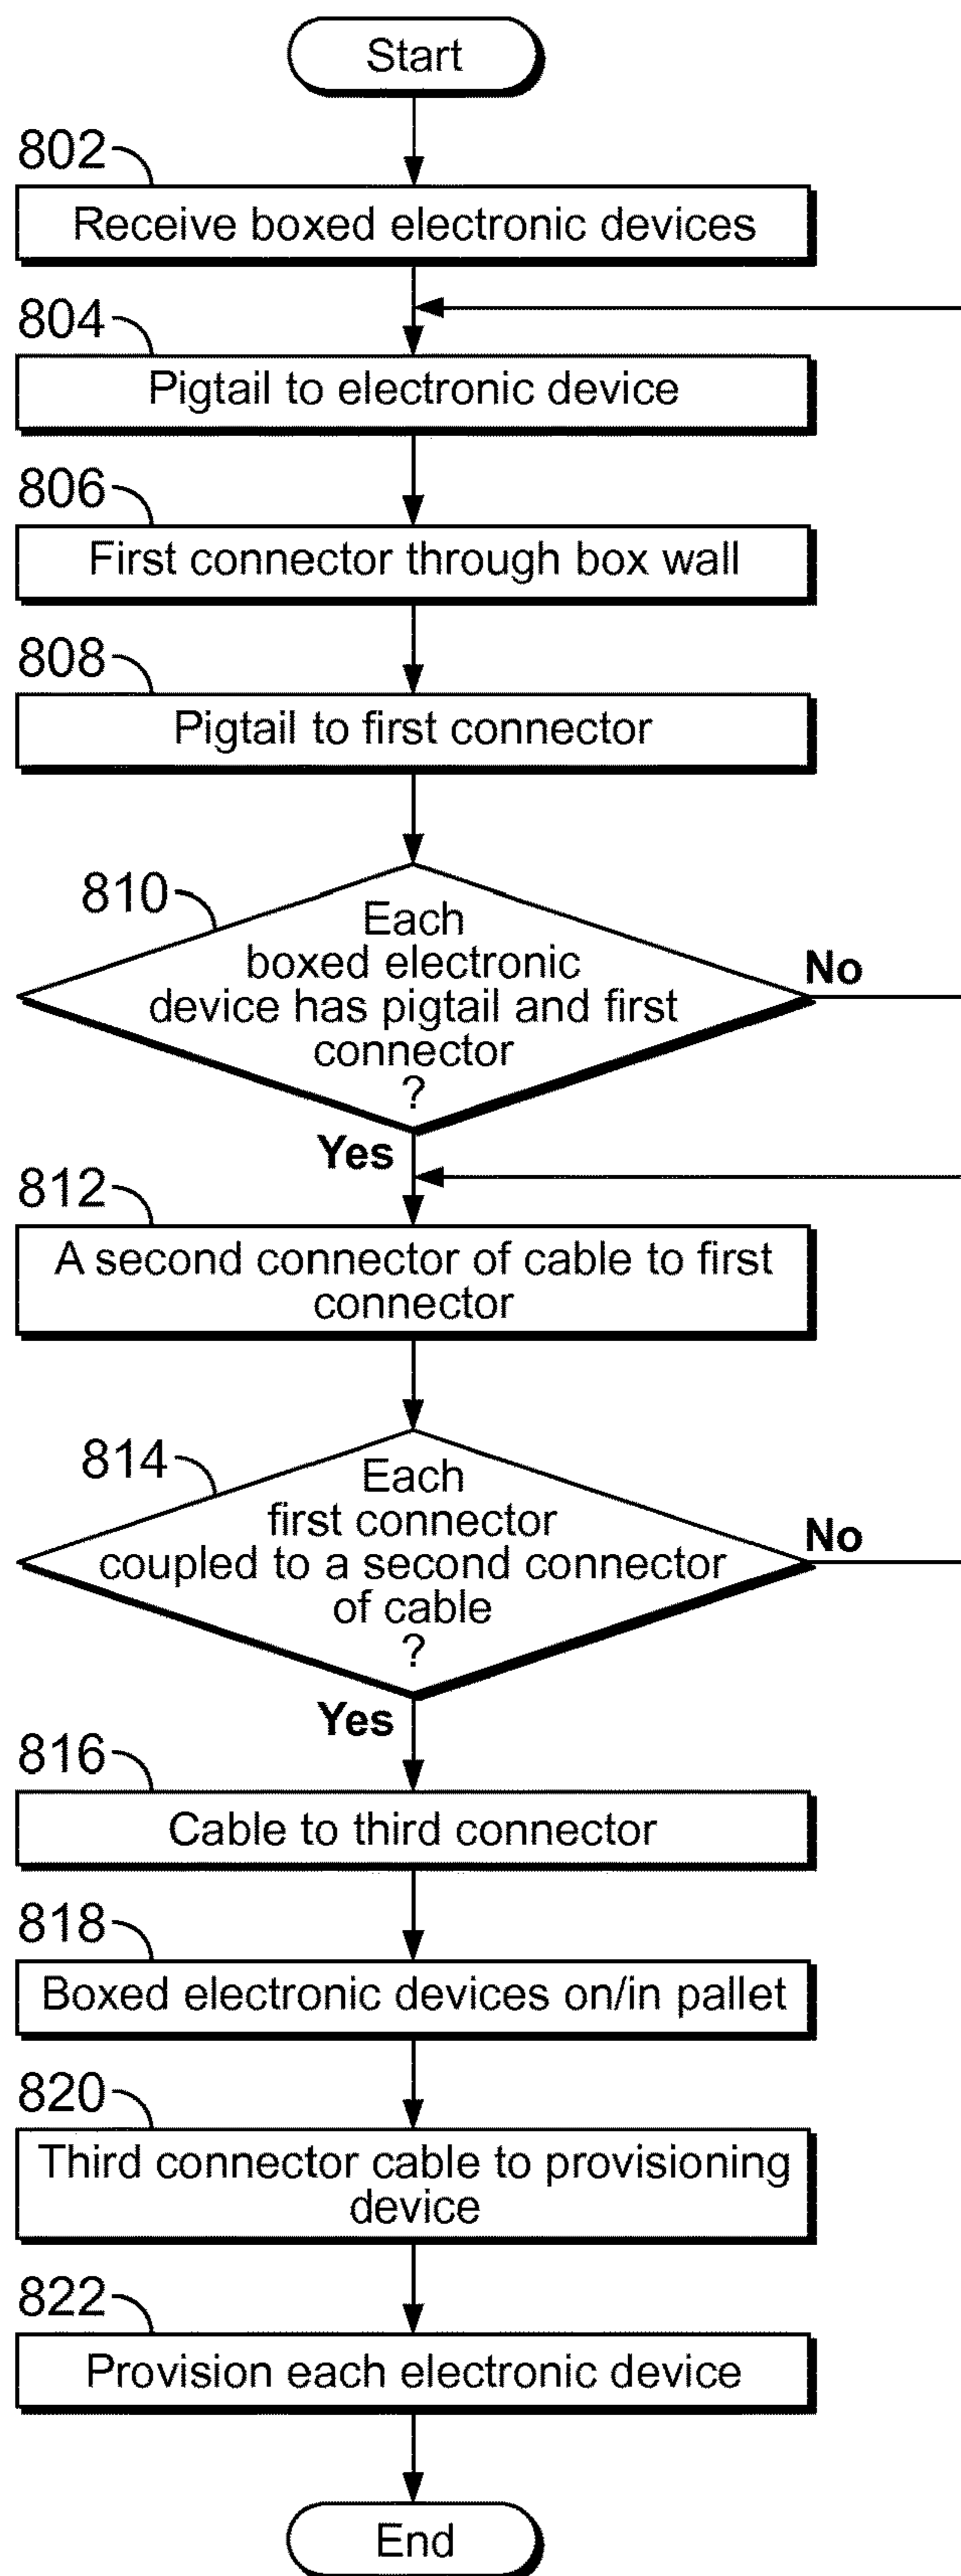 Start
802
Receive boxed electronic devices
804
Pigtail to electronic device
806
First connector through box wall
808
Pigtail to first connector
810
Each
boxed electronic
device has pigtail and first
connector
?
No
Yes
812
A second connector of cable to first
connector
814
Each
first connector
coupled to a second connector
of cable
?
No
Yes
816
Cable to third connector
818
Boxed electronic devices on/in pallet
820
Third connector cable to provisioning
device
822
Provision each electronic device
End